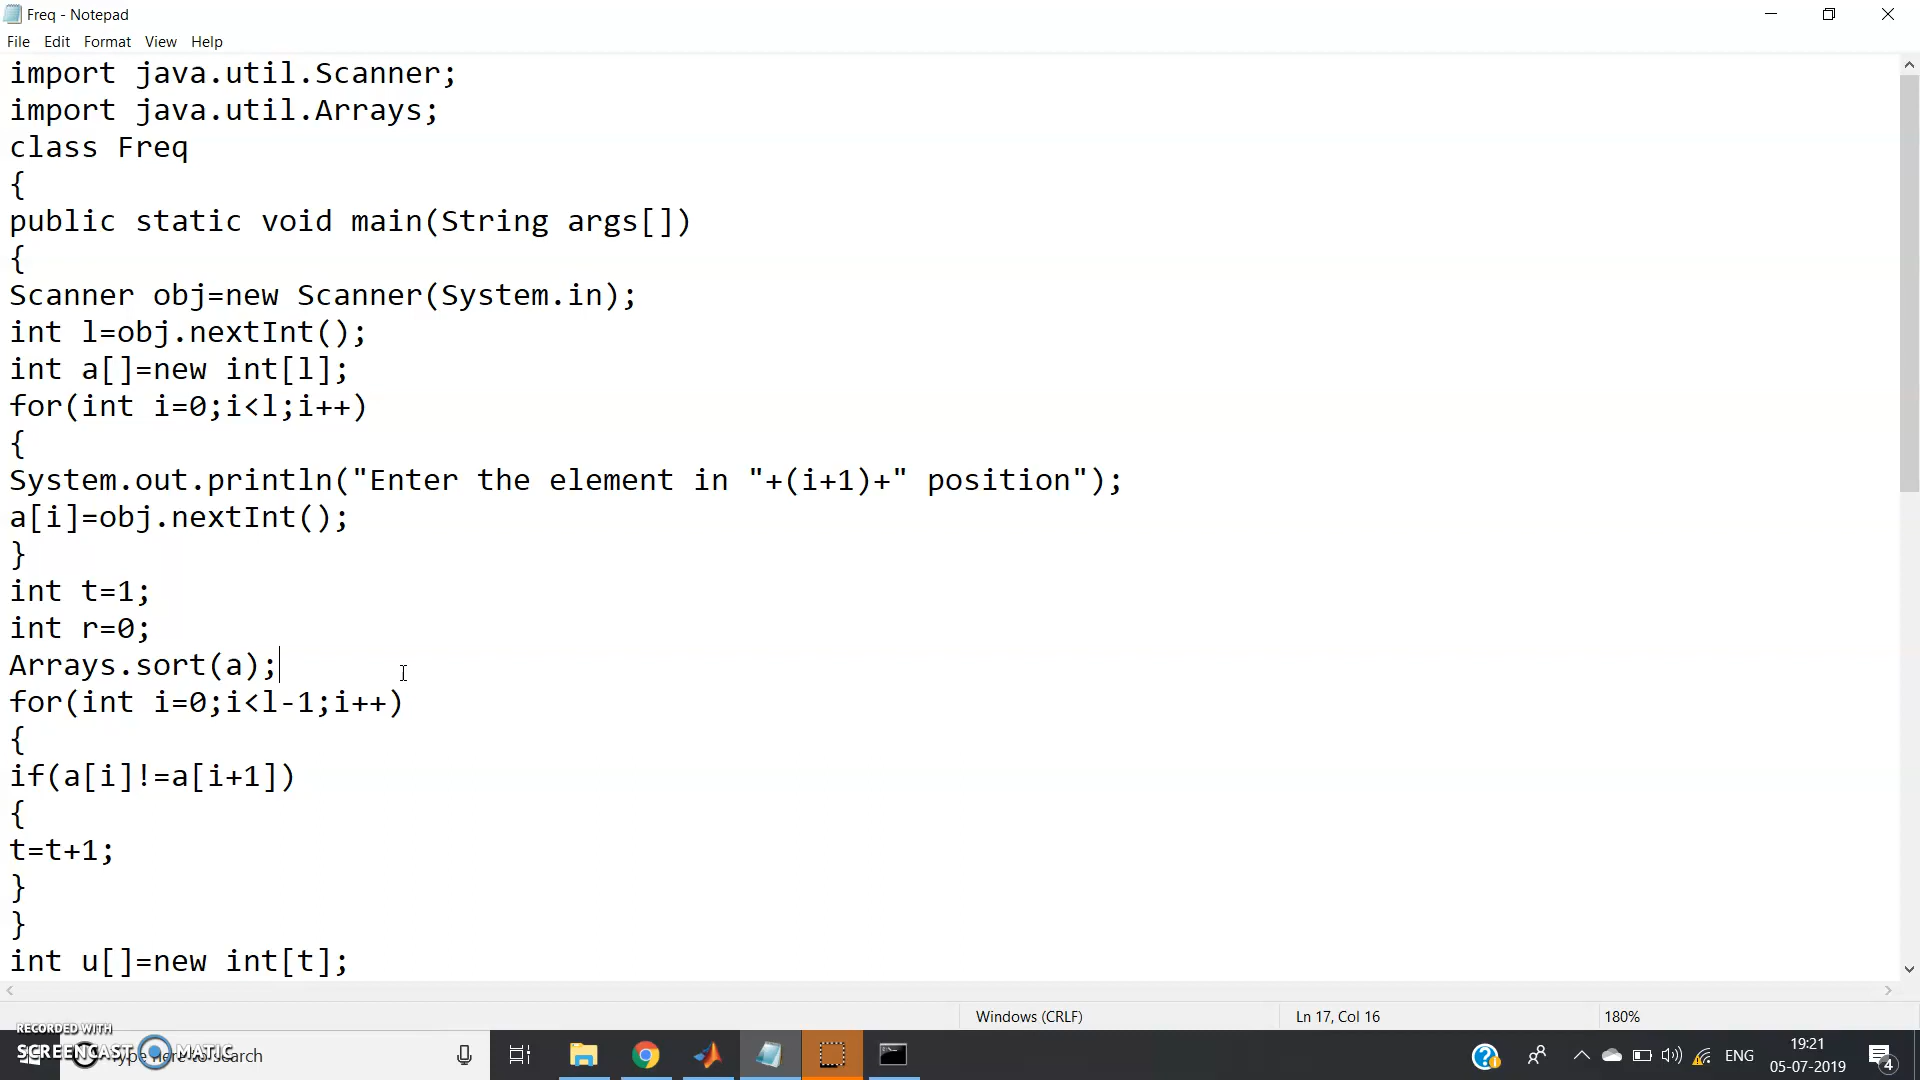 Freq - Notepad
File Edit Format View Help
import java.util.Scanner;
import java.util.Arrays;
class Freq
{
public static void main(String args[])
{
Scanner obj=new Scanner(System.in);
int l=obj.nextInt();
int a[]=new int[l];
for(int i=0;i<l;i++)
{
System.out.println("Enter the element in "+(i+1)+" position");
a[i]=obj.nextInt();
}
int t=1;
int r=0;
Arrays.sort(a);
for(int i=0;i<l-1;i++)
{
if(a[i]!=a[i+1])
{
t=t+1;
}
}
int u[]=new int[t];
Windows (CRLF) Ln 17, Col 16 180%
RECORDED WITH
SCREENCAST MATIC
Type here to search
ENG
19:21
05-07-2019
4